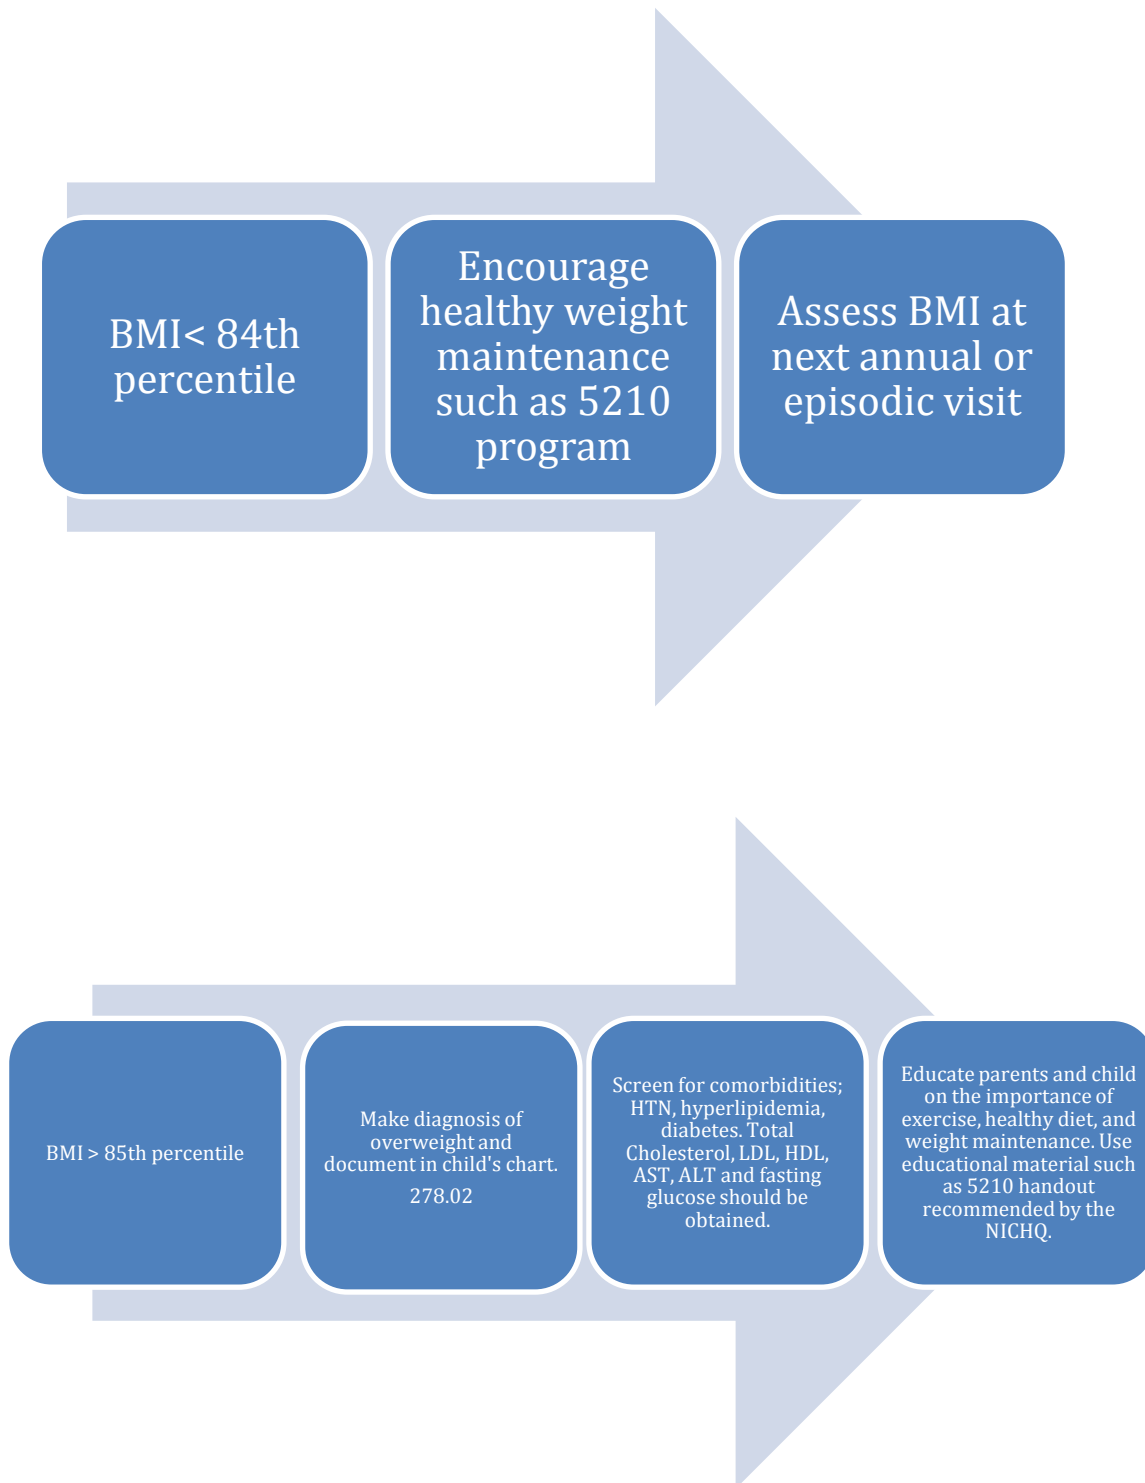 BMI< 84th
percentile
Encourage
healthy weight
maintenance
such as 5210
program
Assess BMI at
next annual or
episodic visit
BMI > 85th percentile
Make diagnosis of
overweight and
document in child's chart.
278.02
Screen for comorbidities;
HTN, hyperlipidemia,
diabetes. Total
Cholesterol, LDL, HDL,
AST, ALT and fasting
glucose should be
obtained.
Educate parents and child
on the importance of
exercise, healthy diet, and
weight maintenance. Use
educational material such
as 5210 handout
recommended by the
NICHQ.